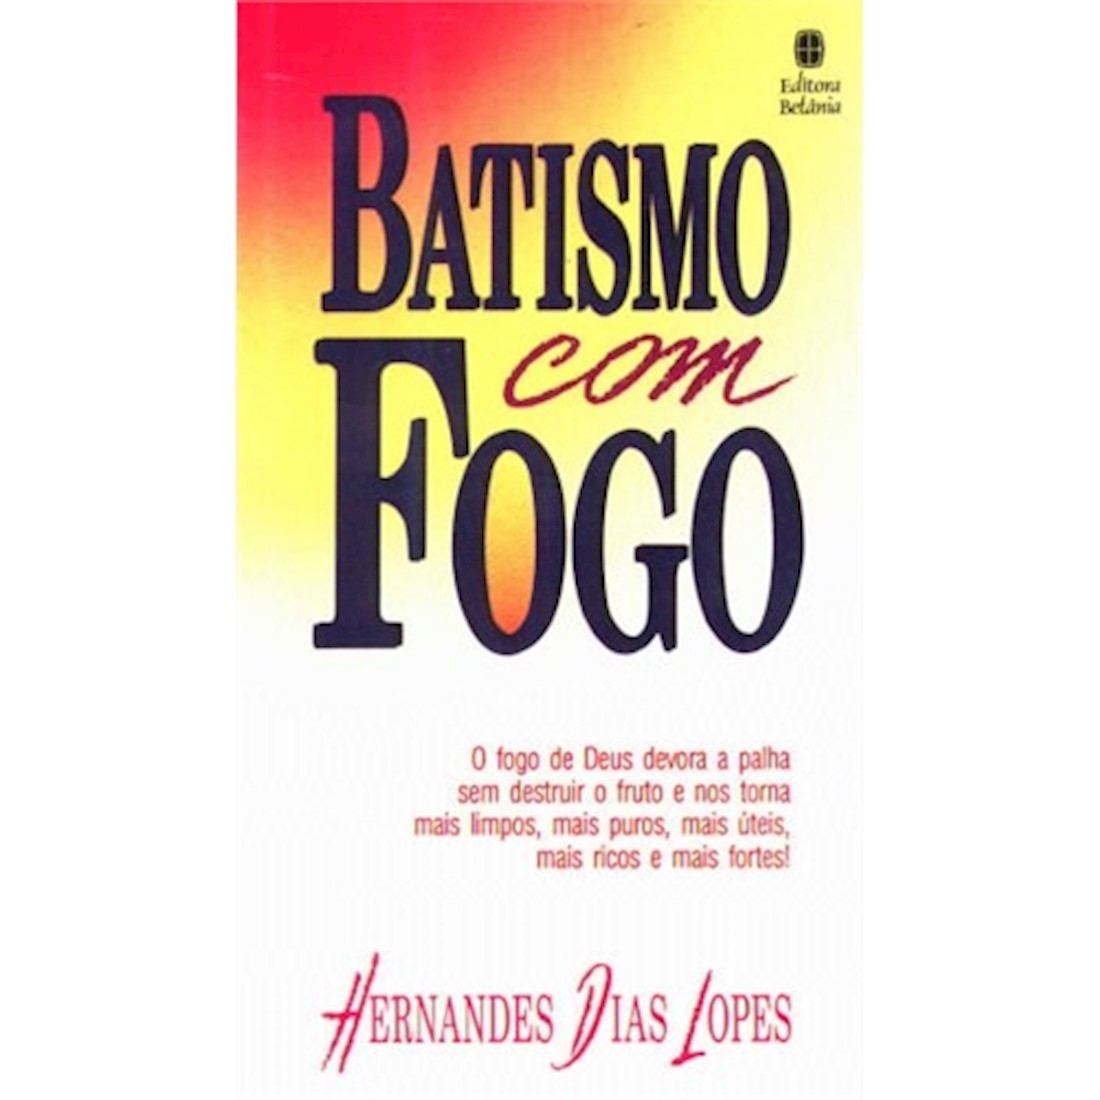 Editora
Betânia
BATISMO
com
FOGO
O fogo de Deus devora a palha
sem destruir o fruto e nos torna
mais limpos, mais puros, mais úteis,
mais ricos e mais fortes!
HERNANDES DIAS LOPES